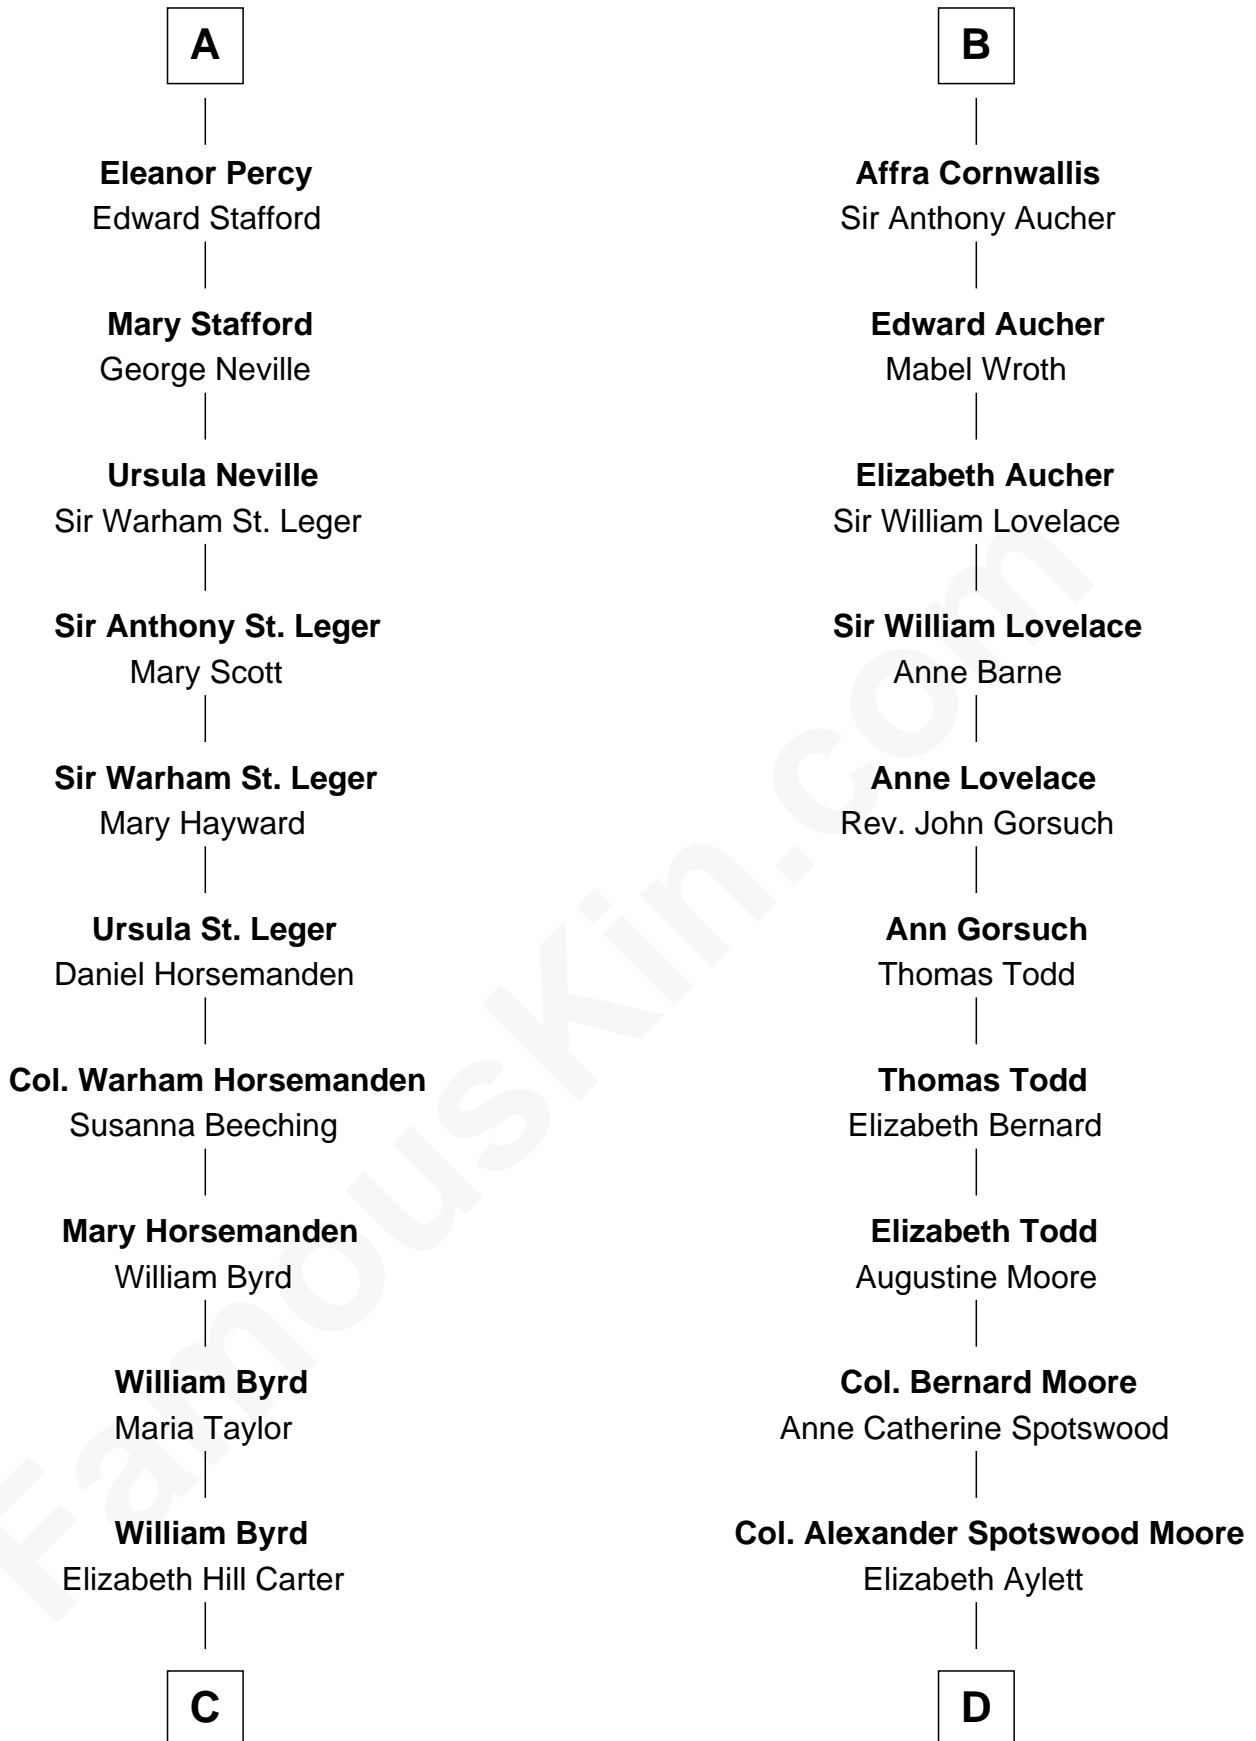 A
Eleanor Percy
Edward Stafford
Mary Stafford
George Neville
Ursula Neville
Sir Warham St. Leger
Sir Anthony St. Leger
Mary Scott
Sir Warham St. Leger
Mary Hayward
Ursula St. Leger
Daniel Horsemanden
Col. Warham Horsemanden
Susanna Beeching
Mary Horsemanden
William Byrd
William Byrd
Maria Taylor
William Byrd
Elizabeth Hill Carter
C
B
Affra Cornwallis
Sir Anthony Aucher
Edward Aucher
Mabel Wroth
Elizabeth Aucher
Sir William Lovelace
Sir William Lovelace
Anne Barne
Anne Lovelace
Rev. John Gorsuch
Ann Gorsuch
Thomas Todd
Thomas Todd
Elizabeth Bernard
Elizabeth Todd
Augustine Moore
Col. Bernard Moore
Anne Catherine Spotswood
Col. Alexander Spotswood Moore
Elizabeth Aylett
D
FamousKin.com